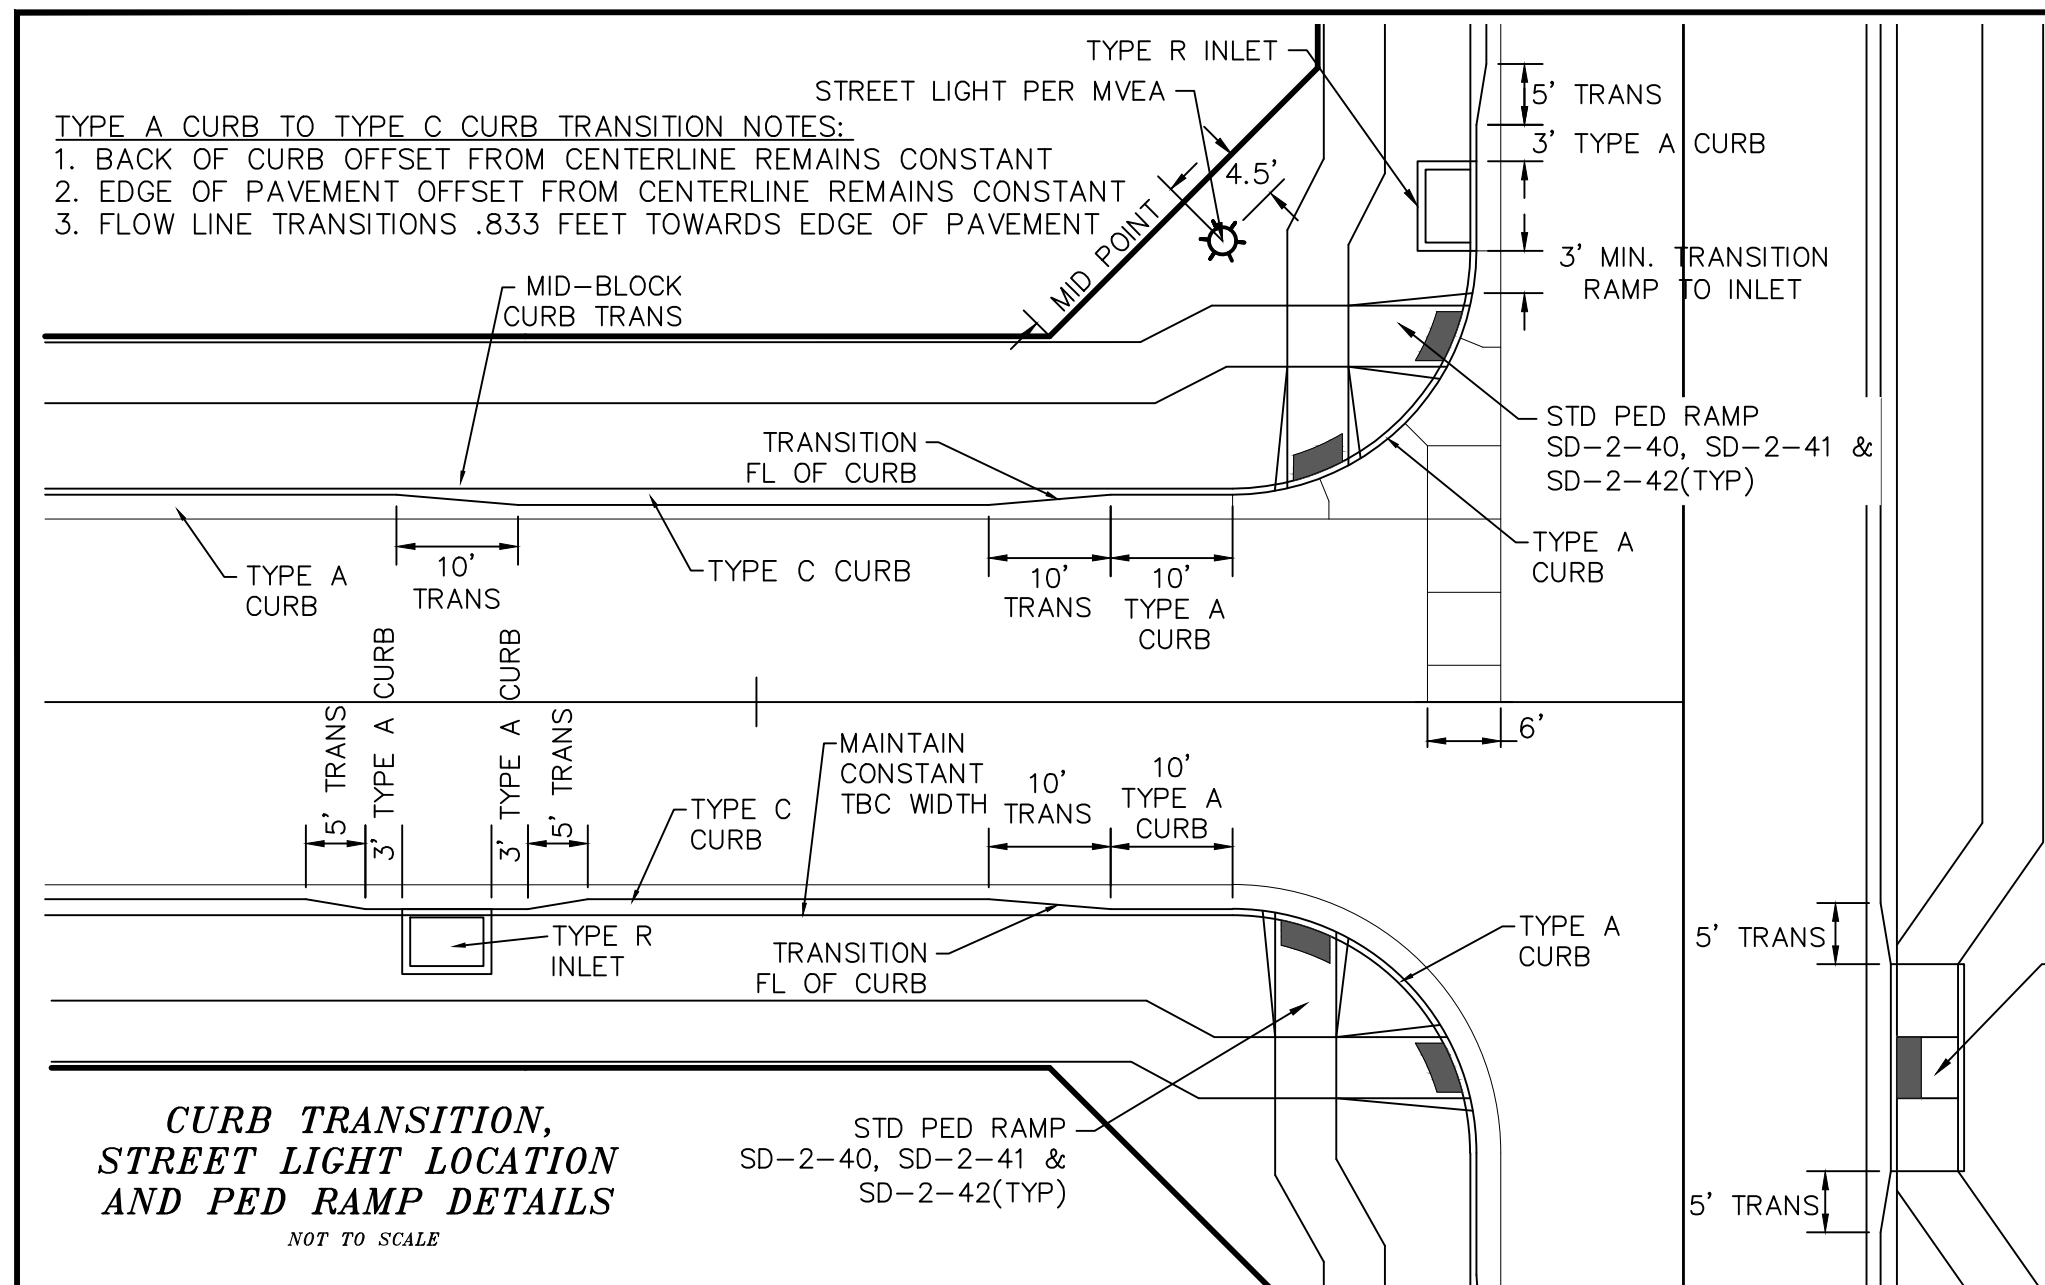 TYPE R INLET
STREET LIGHT PER MVEA
5' TRANS
3' TYPE A CURB
TYPE A CURB TO TYPE C CURB TRANSITION NOTES:
1. BACK OF CURB OFFSET FROM CENTERLINE REMAINS CONSTANT
2. EDGE OF PAVEMENT OFFSET FROM CENTERLINE REMAINS CONSTANT
3. FLOW LINE TRANSITIONS .833 FEET TOWARDS EDGE OF PAVEMENT
4.5'
MID POINT
3' MIN. TRANSITION
RAMP TO INLET
MID-BLOCK
CURB TRANS
TRANSITION
FL OF CURB
STD PED RAMP
SD-2-40, SD-2-41 &
SD-2-42(TYP)
TYPE A
CURB
10'
TRANS
TYPE C CURB
10'
TRANS
10'
TYPE A
CURB
TYPE A
CURB
5' TRANS
3' TYPE A CURB
3' TYPE A CURB
5' TRANS
6'
MAINTAIN
CONSTANT
TBC WIDTH
TYPE C
CURB
10'
TRANS
10'
TYPE A
CURB
TYPE R
INLET
TRANSITION
FL OF CURB
TYPE A
CURB
5' TRANS
5' TRANS
STD PED RAMP
SD-2-40, SD-2-41 &
SD-2-42(TYP)
CURB TRANSITION,
STREET LIGHT LOCATION
AND PED RAMP DETAILS
NOT TO SCALE